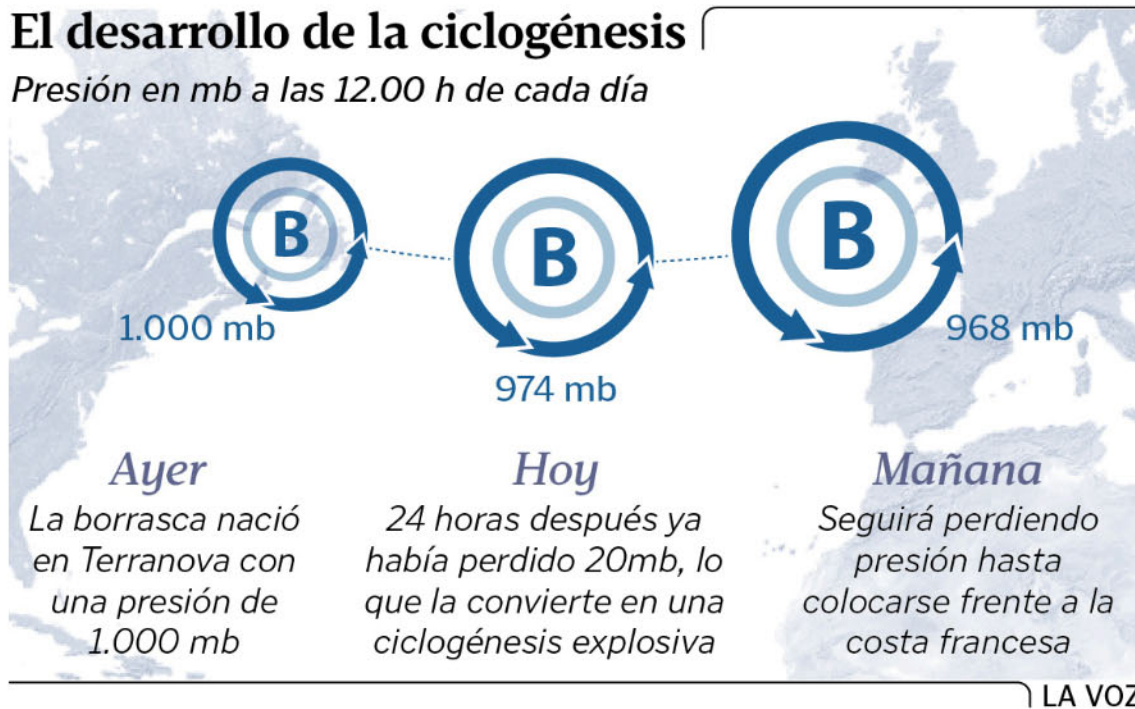 El desarrollo de la ciclogénesis
Presión en mb a las 12.00 h de cada día
B
1.000 mb
B
974 mb
B
968 mb
Ayer
La borrasca nació
en Terranova con
una presión de
1.000 mb
Hoy
24 horas después ya
había perdido 20mb, lo
que la convierte en una
ciclogénesis explosiva
Mañana
Seguirá perdiendo
presión hasta
colocarse frente a la
costa francesa
LA VOZ